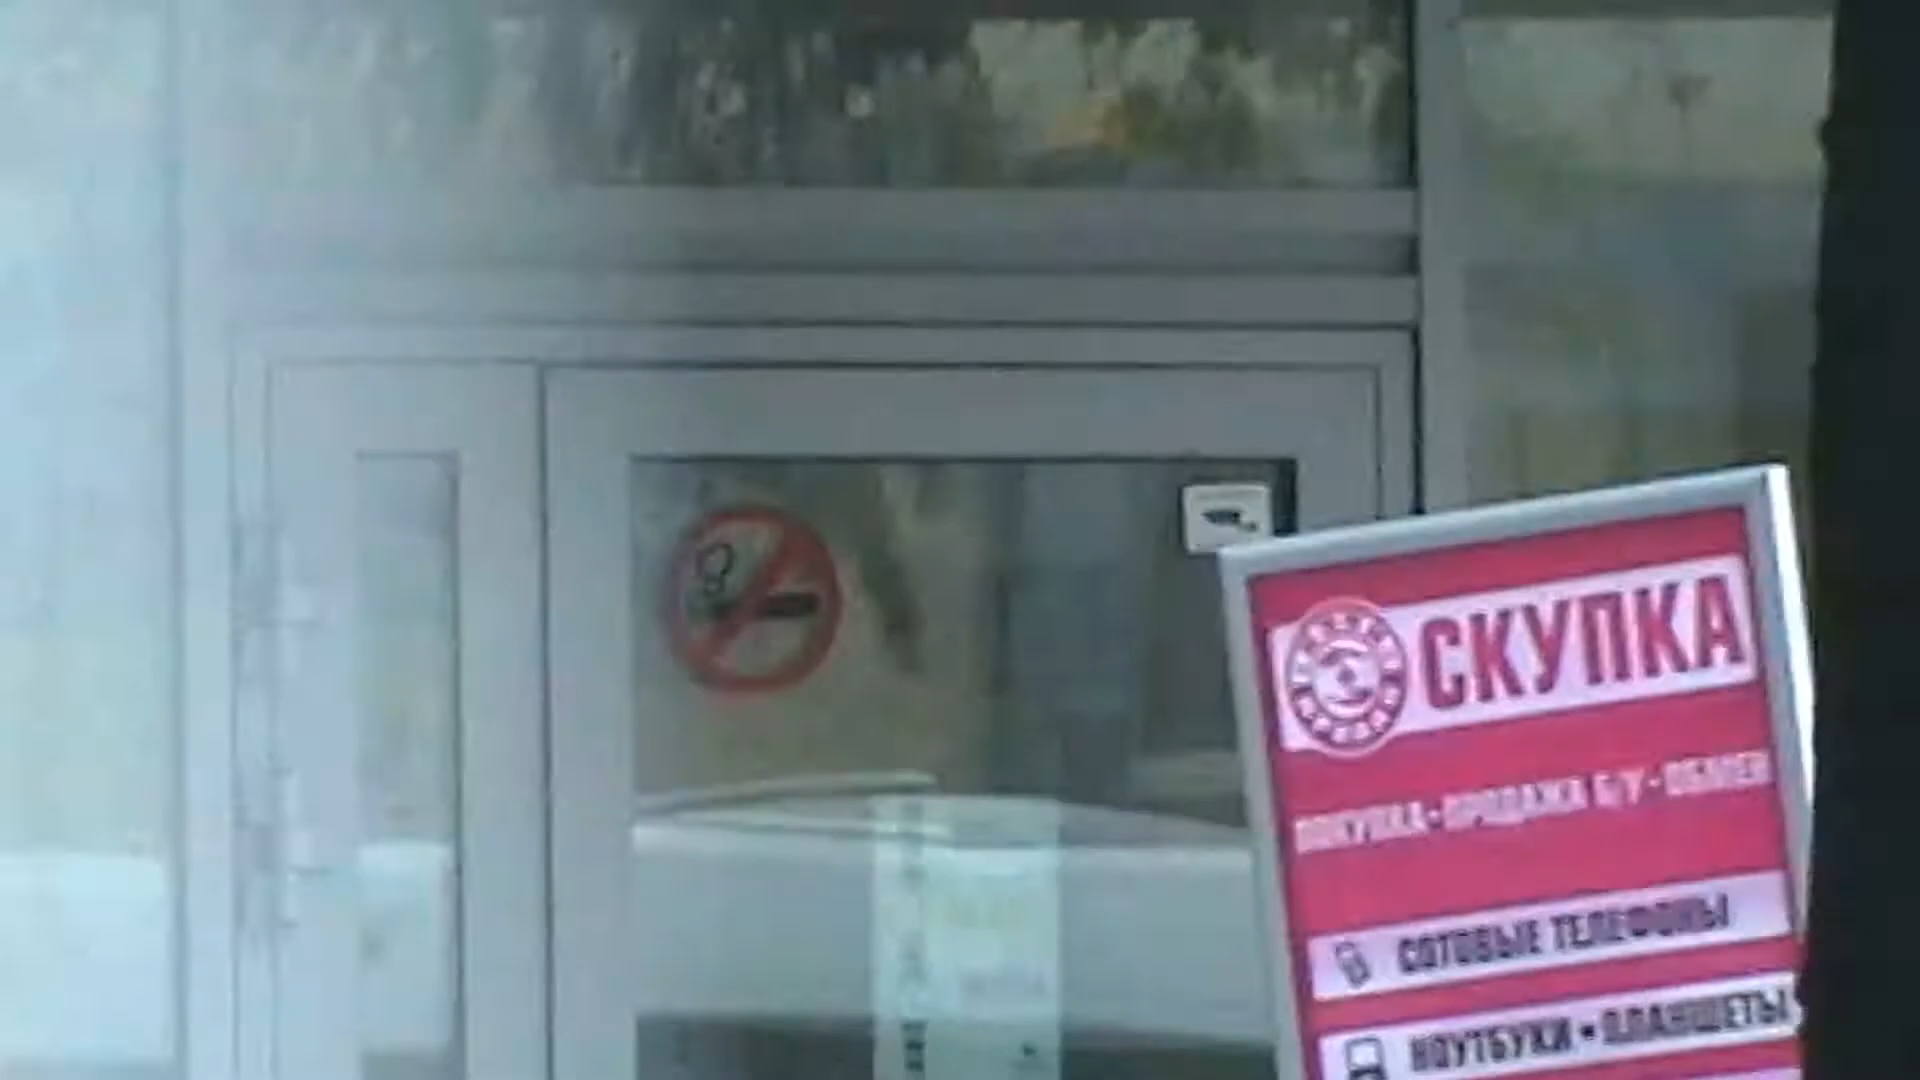 СКУПКА
ПОКУПКА•ПРОДАЖА Б/У•ОБМЕН
СОТОВЫЕ ТЕЛЕФОНЫ
НОУТБУКИ•ПЛАНШЕТЫ